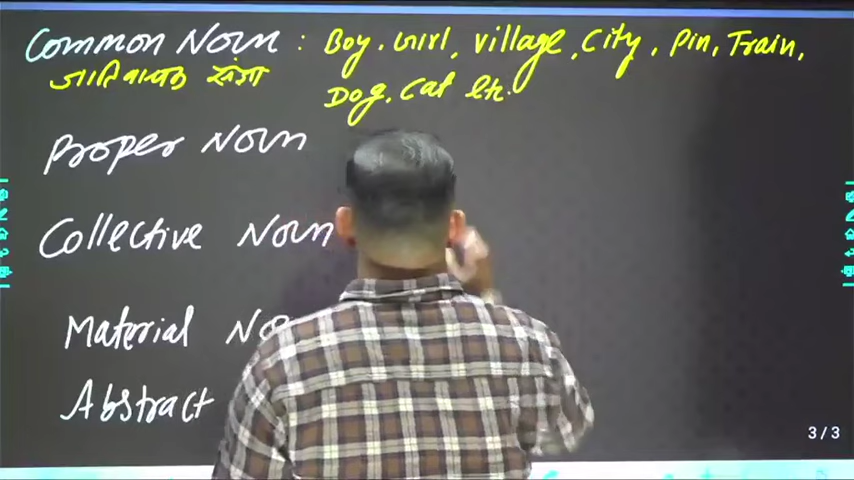 Common Noun : Boy, Girl, Village, City, Pin, Train,
जातिवाचक संज्ञा Dog, Cat etc.
Proper Noun
Collective Noun
Material
Abstract
3/3